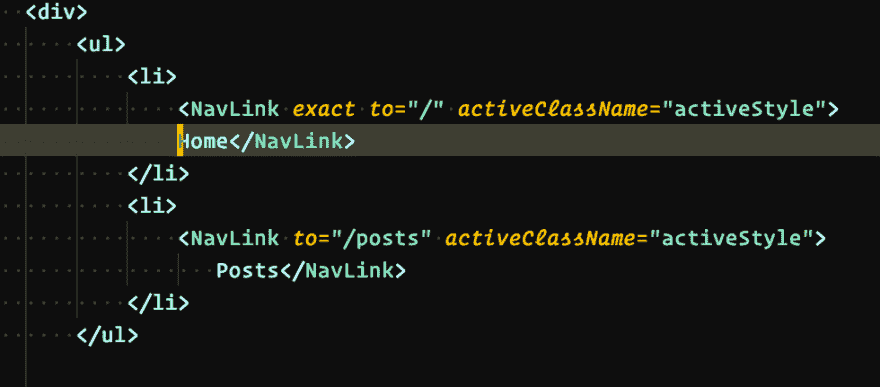 <div>
<ul>
<li>
<NavLink exact to="/" activeClassName="activeStyle">
Home</NavLink>
</li>
<li>
<NavLink to="/posts" activeClassName="activeStyle">
Posts</NavLink>
</li>
</ul>